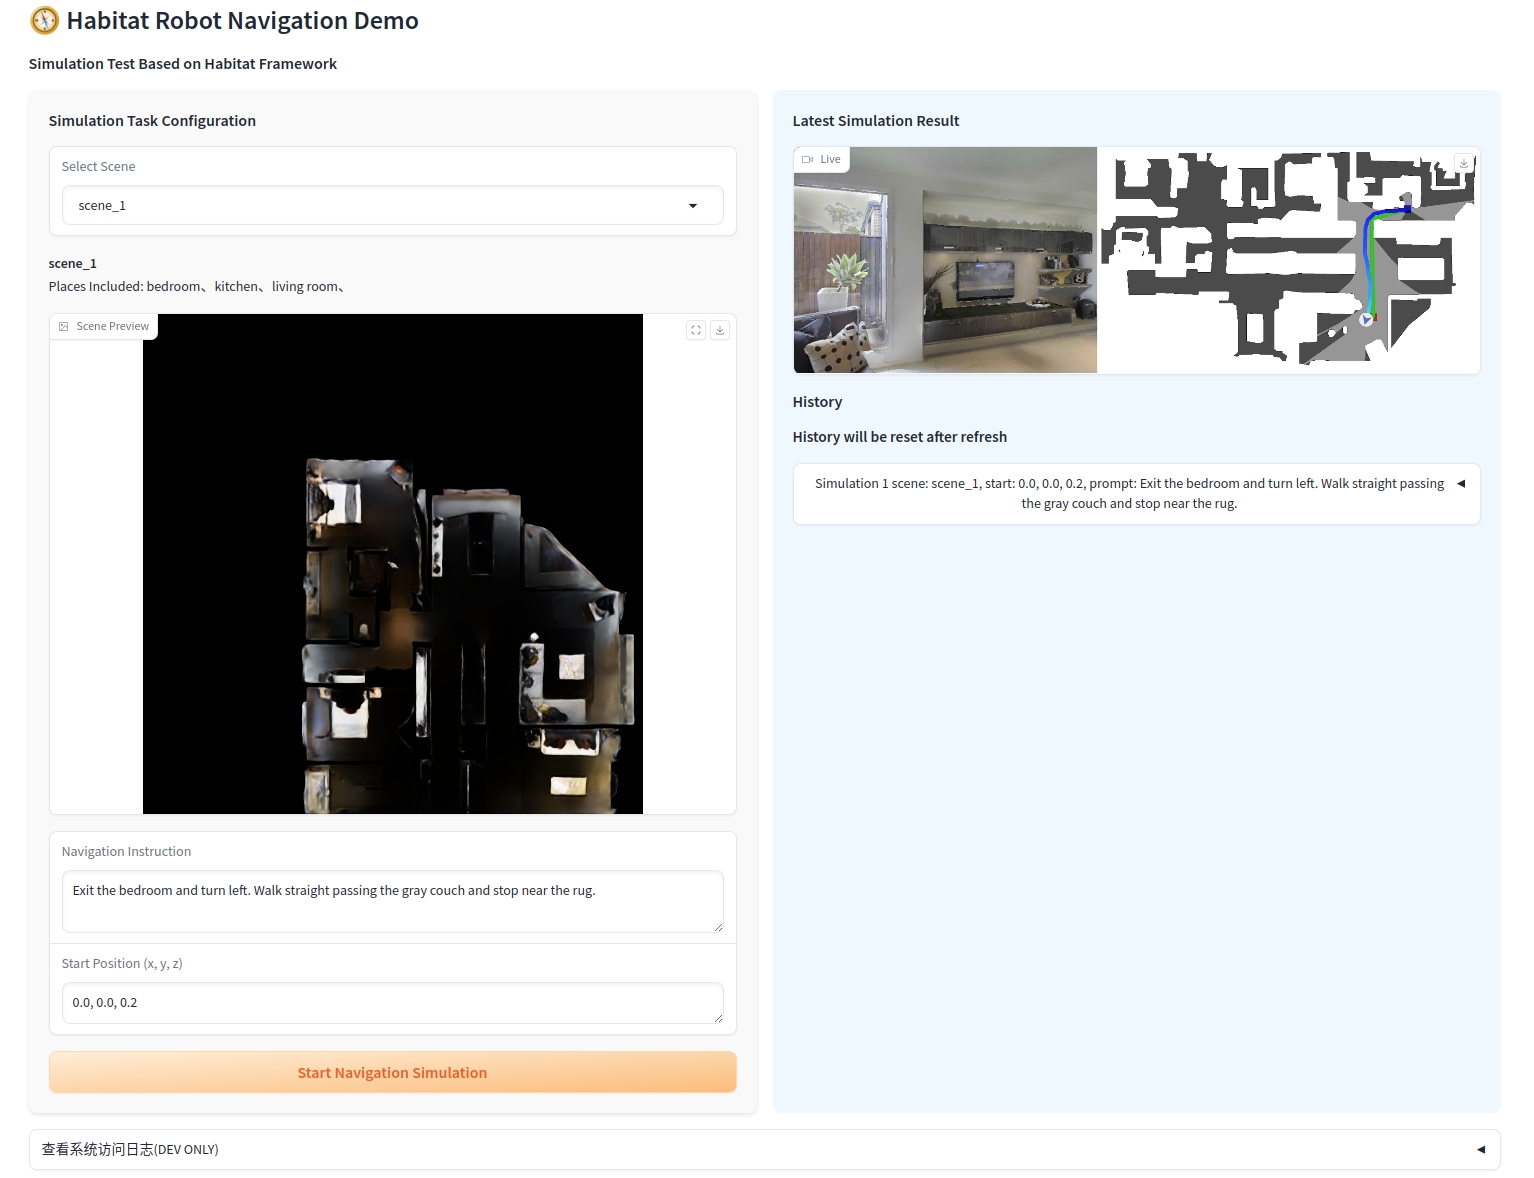 Habitat Robot Navigation Demo
Simulation Test Based on Habitat Framework
Simulation Task Configuration
Select Scene
scene_1
scene_1
Places Included: bedroom、kitchen、living room、
Scene Preview
Navigation Instruction
Exit the bedroom and turn left. Walk straight passing the gray couch and stop near the rug.
Start Position (x, y, z)
0.0, 0.0, 0.2
Start Navigation Simulation
Latest Simulation Result
Live
History
History will be reset after refresh
Simulation 1 scene: scene_1, start: 0.0, 0.0, 0.2, prompt: Exit the bedroom and turn left. Walk straight passing
the gray couch and stop near the rug.
查看系统访问日志(DEV ONLY)